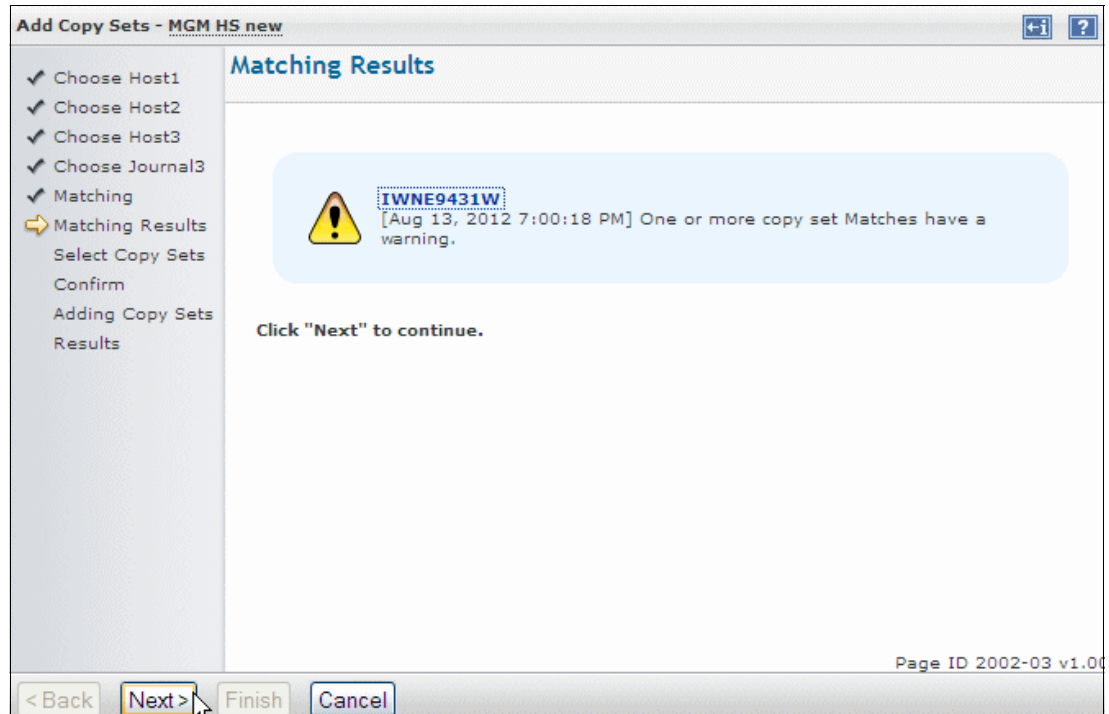 Add Copy Sets - MGM HS new
?
Choose Host1
Choose Host2
Choose Host3
Choose Journal3
Matching
Matching Results
Select Copy Sets
Confirm
Adding Copy Sets
Results
Matching Results
IWNE9431W
[Aug 13, 2012 7:00:18 PM] One or more copy set Matches have a
warning.
Click "Next" to continue.
Page ID 2002-03 v1.00
< Back
Next >
Finish
Cancel